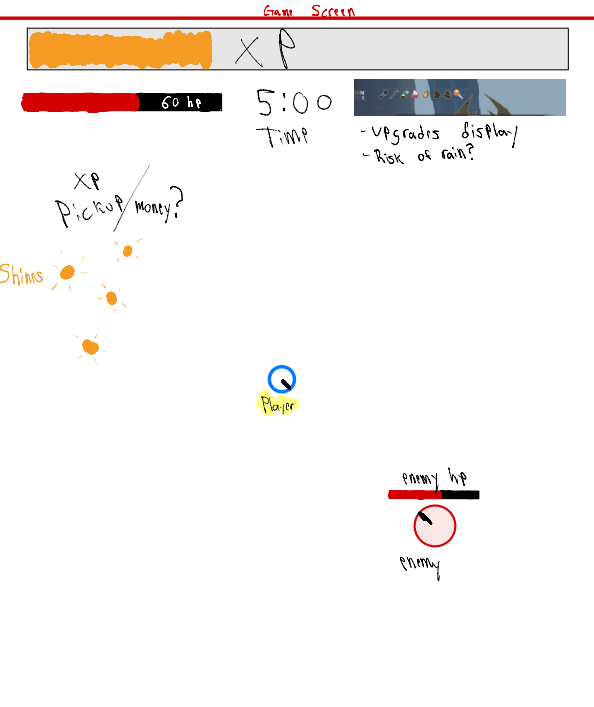 Game Screen
XP
60 hp
5:00
Time
- Upgrades display
- Risk of rain?
XP
Pickup/money?
Shines
Player
enemy hp
enemy